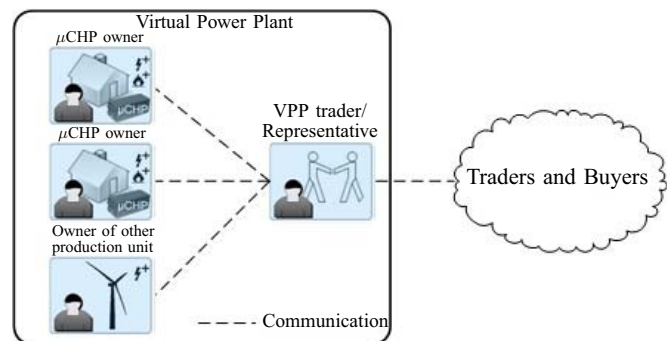 Virtual Power Plant
μCHP owner
μCHP
μCHP owner
μCHP
Owner of other
production unit
VPP trader/
Representative
Traders and Buyers
Communication